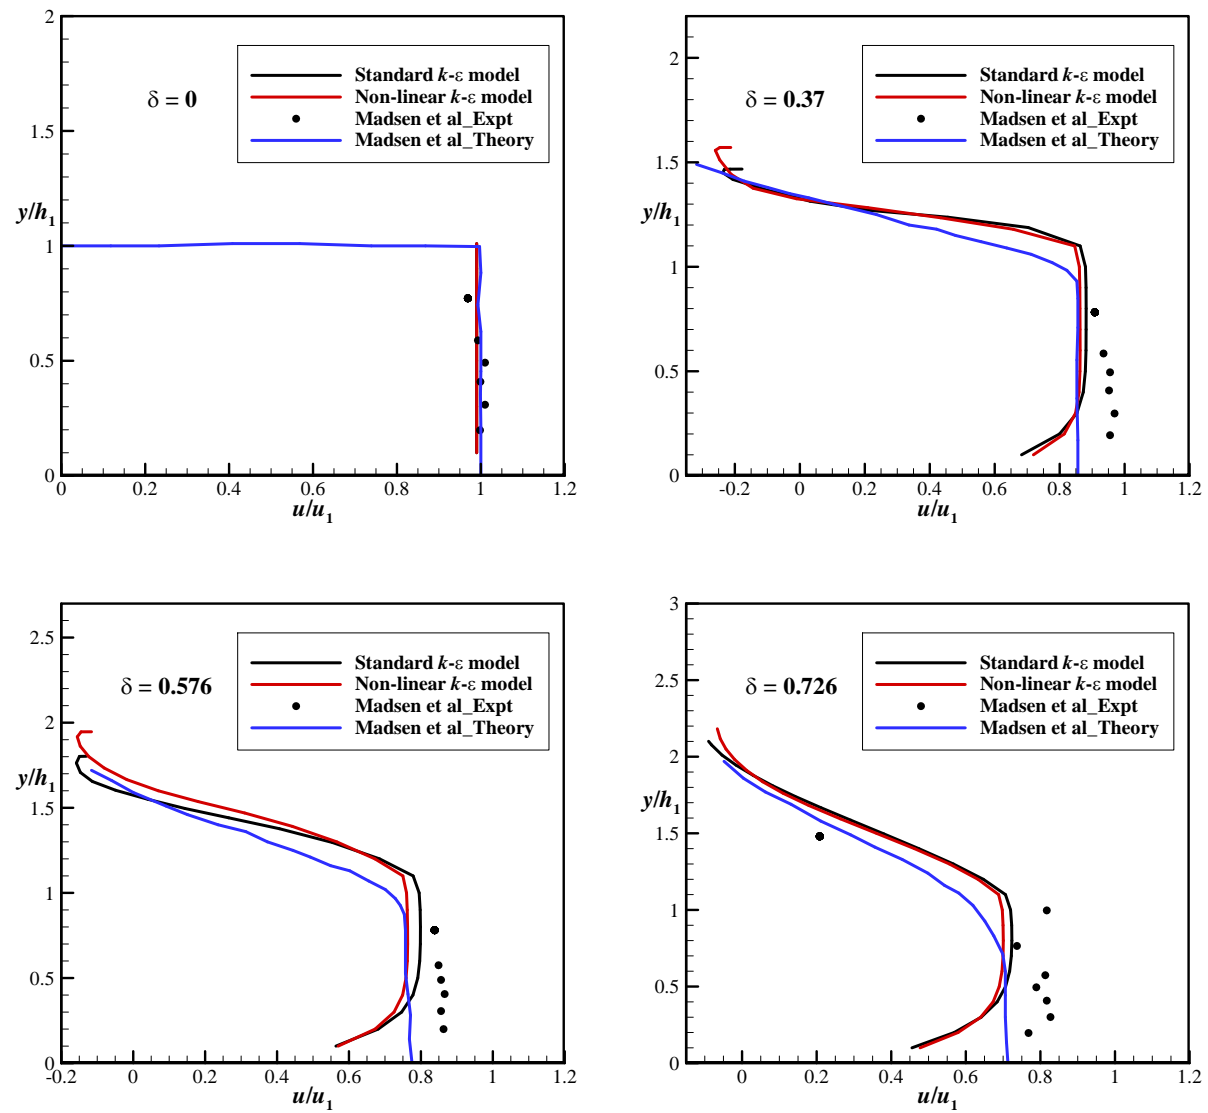 2
Standard k-ε model
δ = 0
Non-linear k-ε model
Madsen et al_Expt
Madsen et al_Theory
1.5
y/h1
1
0.5
0
0 0.2 0.4 0.6 0.8 1 1.2
u/u1
2
Standard k-ε model
δ = 0.37
Non-linear k-ε model
Madsen et al_Expt
Madsen et al_Theory
1.5
y/h1
1
0.5
0
-0.2 0 0.2 0.4 0.6 0.8 1 1.2
u/u1
2.5
Standard k-ε model
δ = 0.576
Non-linear k-ε model
Madsen et al_Expt
Madsen et al_Theory
2
y/h1
1.5
1
0.5
0
-0.2 0 0.2 0.4 0.6 0.8 1 1.2
u/u1
3
Standard k-ε model
δ = 0.726
Non-linear k-ε model
Madsen et al_Expt
Madsen et al_Theory
2.5
2
y/h1
1.5
1
0.5
0
0 0.2 0.4 0.6 0.8 1 1.2
u/u1